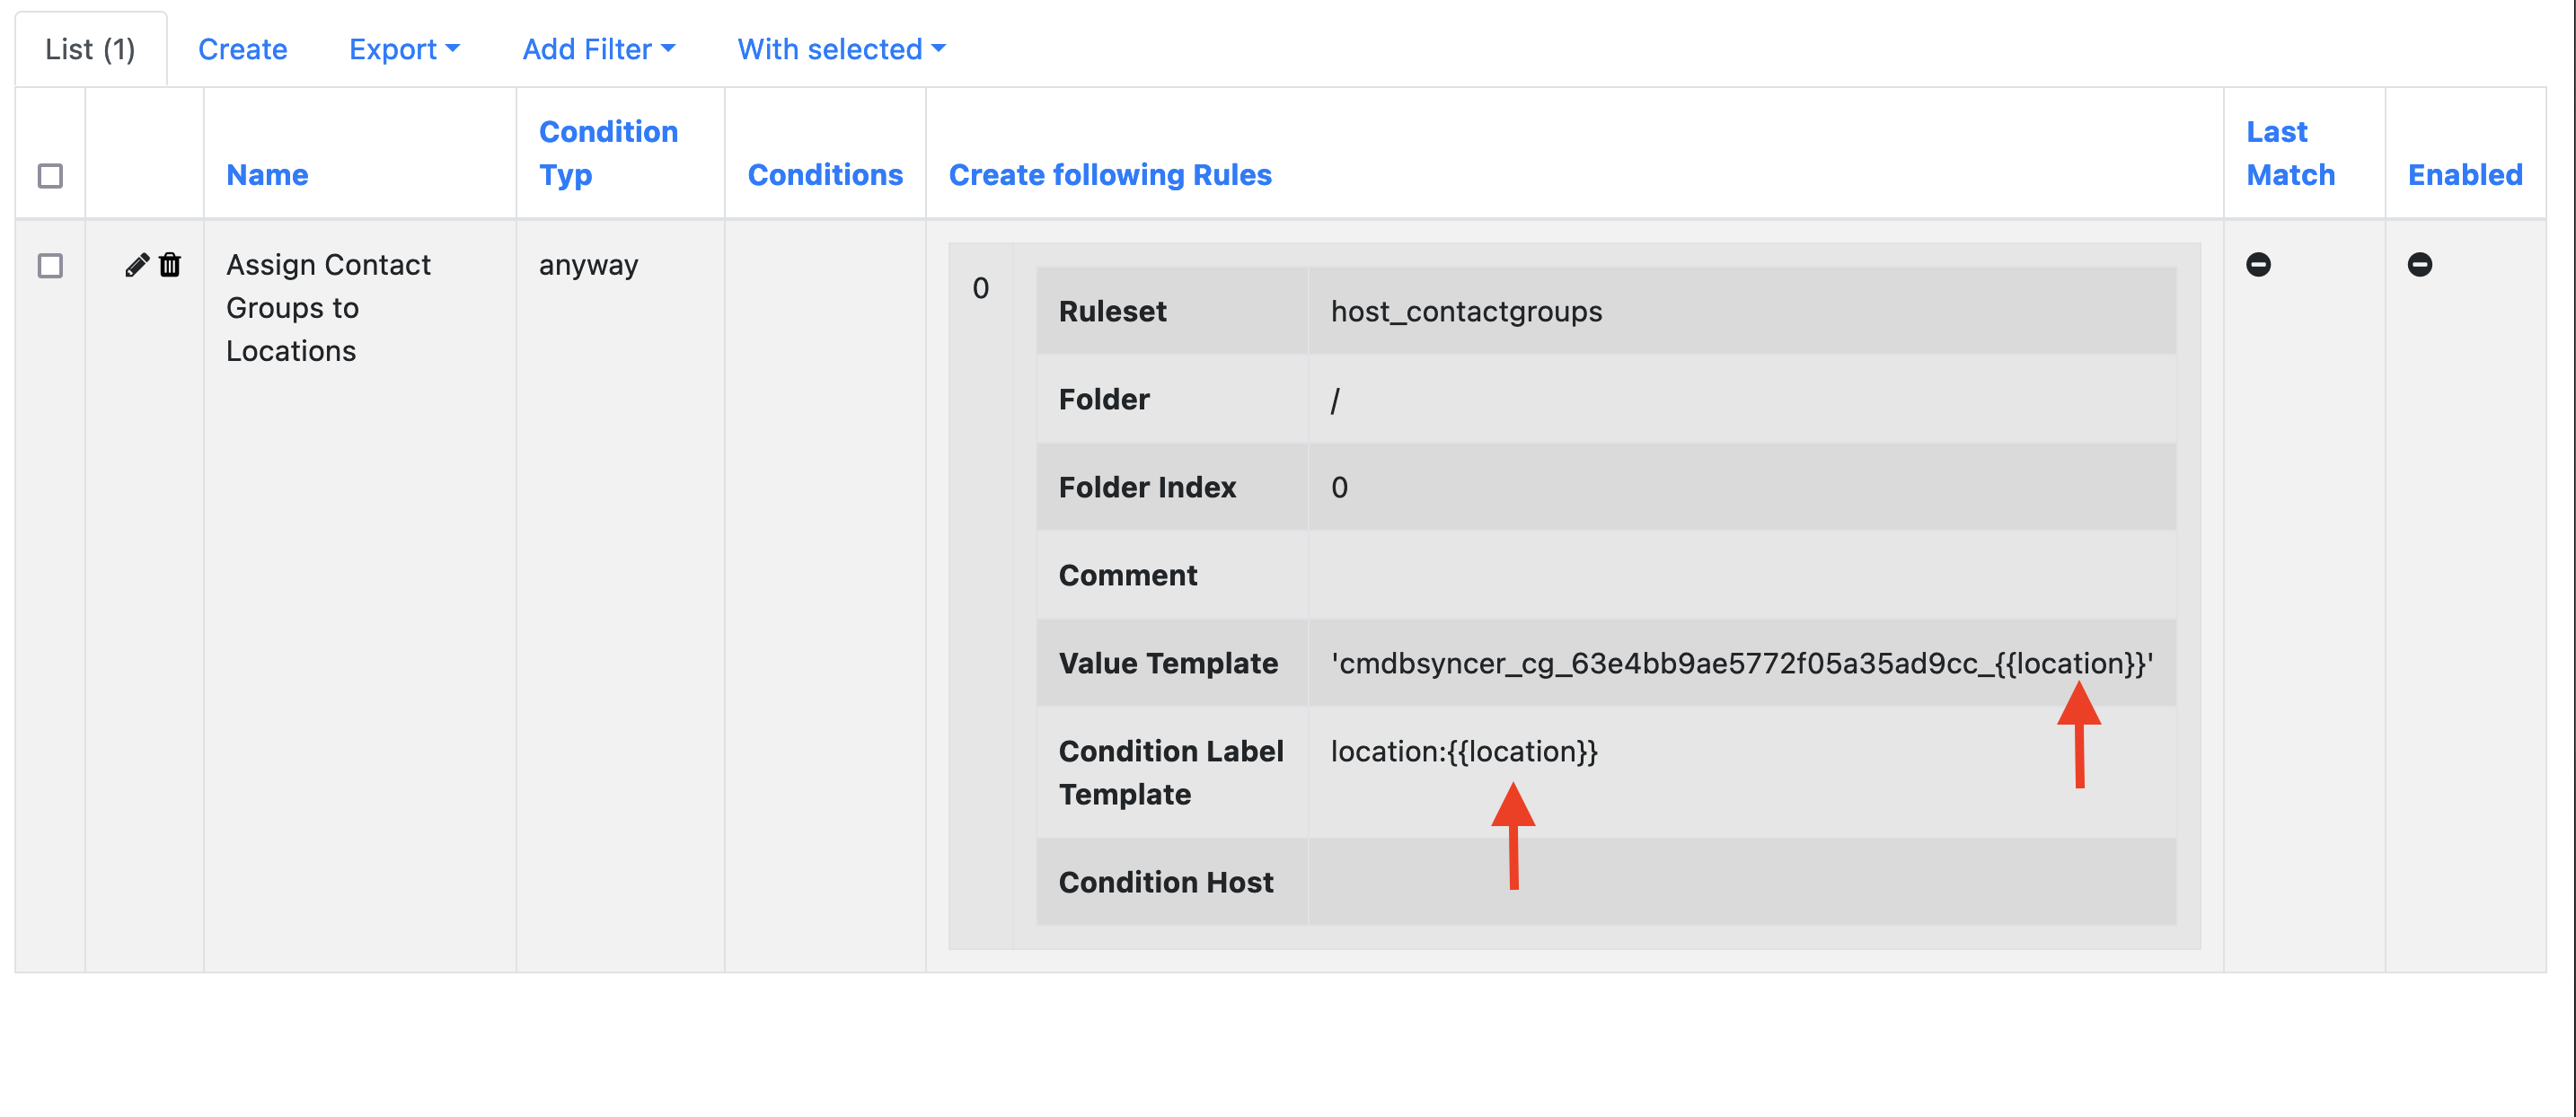 List (1) Create Export Add Filter With selected
Name Condition Typ Conditions Create following Rules Last Match Enabled
Assign Contact Groups to Locations
anyway
0
Ruleset host_contactgroups
Folder /
Folder Index 0
Comment
Value Template 'cmdbsyncer_cg_63e4bb9ae5772f05a35ad9cc_{{location}}'
Condition Label Template location:{{location}}
Condition Host